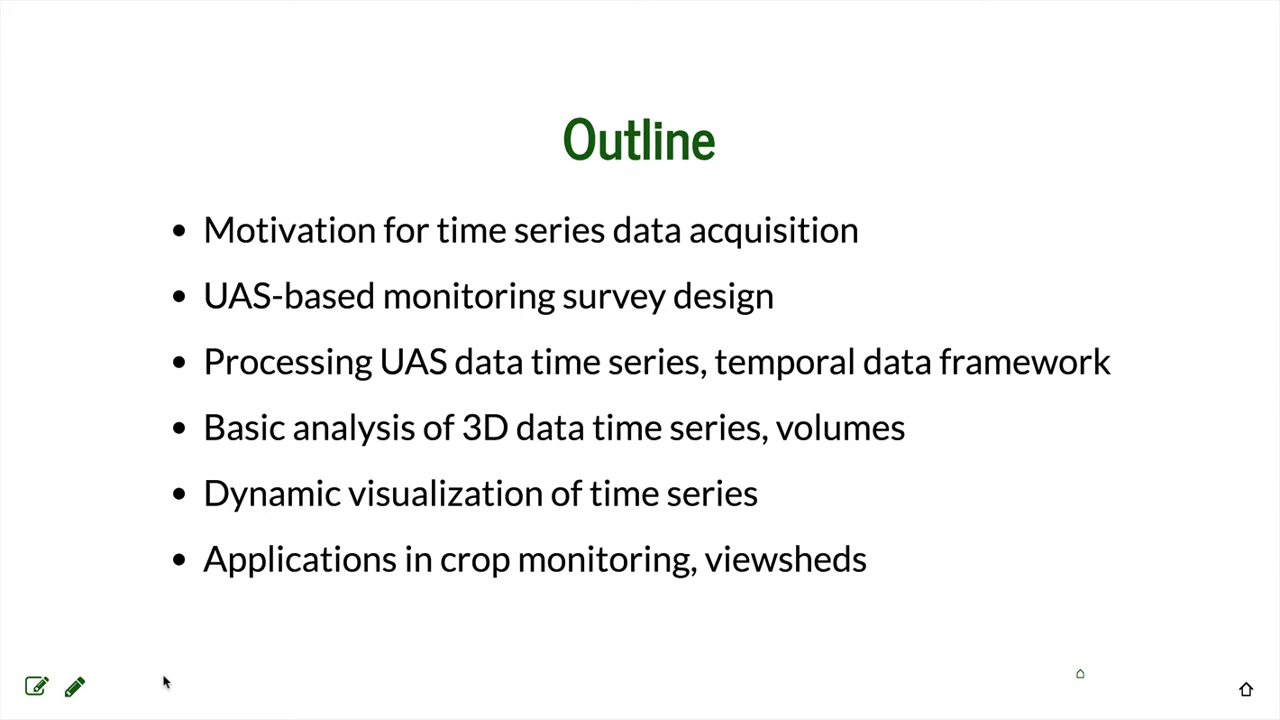 Outline
• Motivation for time series data acquisition
• UAS-based monitoring survey design
• Processing UAS data time series, temporal data framework
• Basic analysis of 3D data time series, volumes
• Dynamic visualization of time series
• Applications in crop monitoring, viewsheds